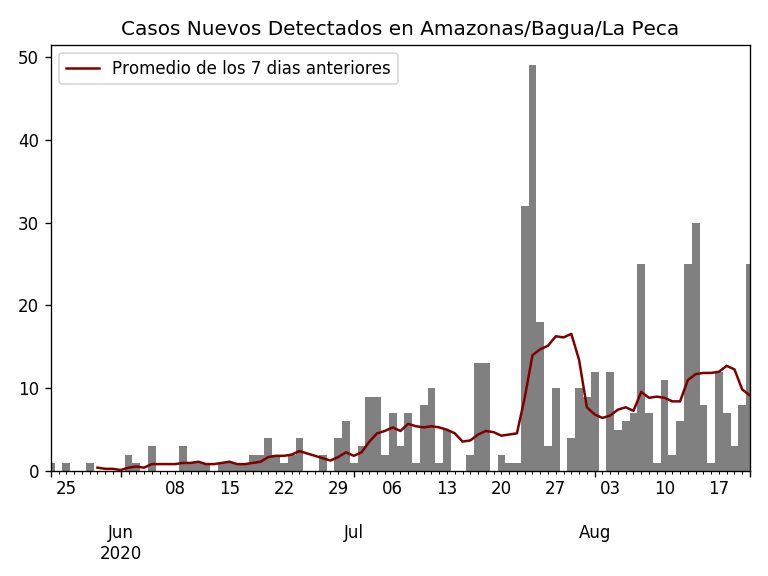 Casos Nuevos Detectados en Amazonas/Bagua/La Peca
Promedio de los 7 dias anteriores
50
40
30
20
10
0
25 08 15 22 29 06 13 20 27 03 10 17
Jun Jul Aug
2020